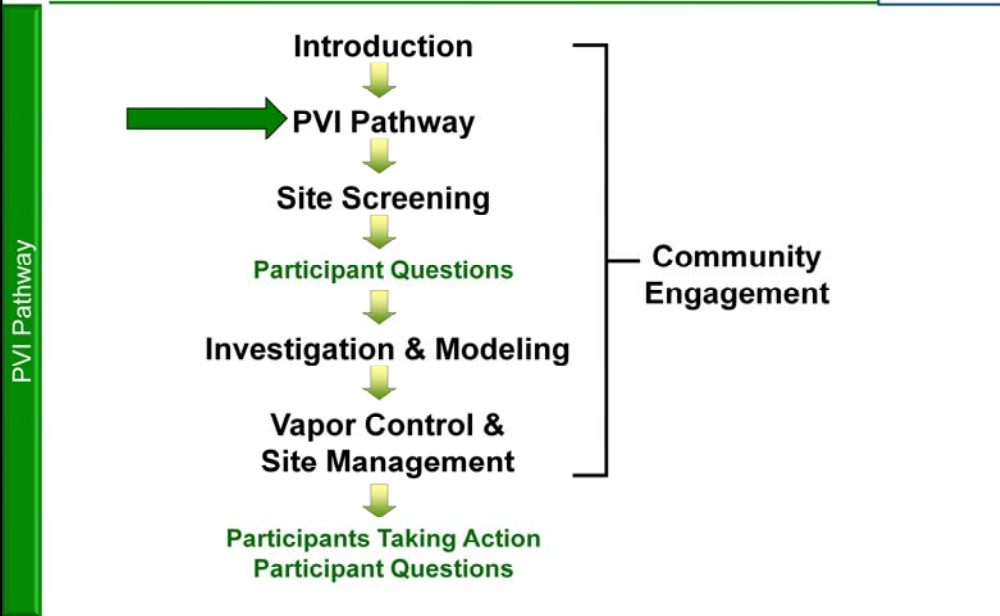 PVI Pathway
Introduction
PVI Pathway
Site Screening
Participant Questions
Investigation & Modeling
Vapor Control &
Site Management
Participants Taking Action
Participant Questions
Community
Engagement